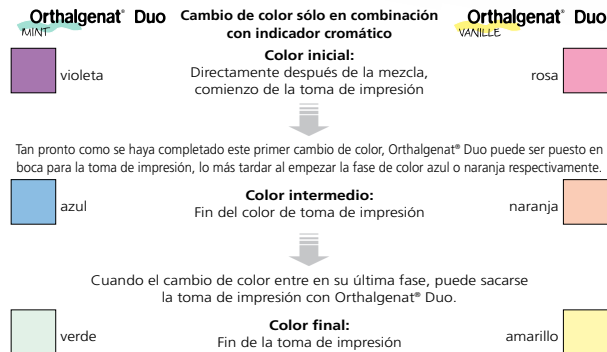 Orthalgenat® Duo
MINT
Cambio de color sólo en combinación
con indicador cromático
Orthalgenat® Duo
VANILLE
Color inicial:
violeta
Directamente después de la mezcla,
comienzo de la toma de impresión
rosa
Tan pronto como se haya completado este primer cambio de color, Orthalgenat® Duo puede ser puesto en
boca para la toma de impresión, lo más tardar al empezar la fase de color azul o naranja respectivamente.
Color intermedio:
azul
Fin del color de toma de impresión
naranja
Cuando el cambio de color entre en su última fase, puede sacarse
la toma de impresión con Orthalgenat® Duo.
Color final:
verde
Fin de la toma de impresión
amarillo